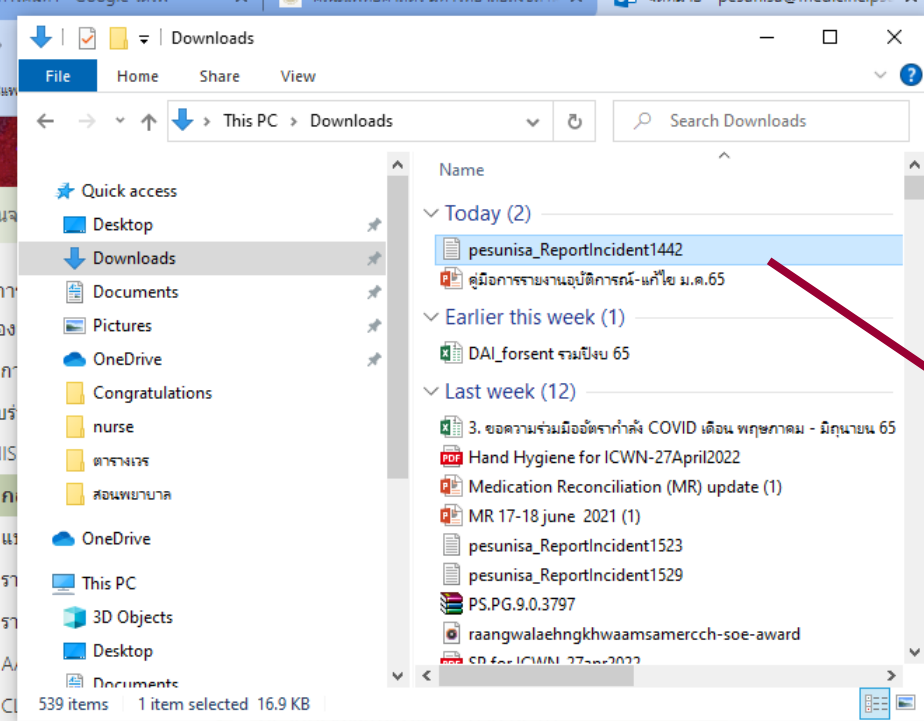 Downloads
File Home Share View
This PC > Downloads
Search Downloads
Quick access
Desktop
Downloads
Documents
Pictures
OneDrive
Congratulations
nurse
ตารางเวร
สอนพยาบาล
OneDrive
This PC
3D Objects
Desktop
Documents
Name
Today (2)
pesunisa_ReportIncident1442
คู่มือการรายงานอุบัติการณ์-แก้ไข ม.ค.65
Earlier this week (1)
DAI_forsent รวมปีงบ 65
Last week (12)
3. ขอความร่วมมืออัตรากำลัง COVID เดือน พฤษภาคม - มิถุนายน 65
Hand Hygiene for ICWN-27April2022
Medication Reconciliation (MR) update (1)
MR 17-18 june 2021 (1)
pesunisa_ReportIncident1523
pesunisa_ReportIncident1529
PS.PG.9.0.3797
raangwalaehngkhwaamsamercch-soe-award
SP for ICWN_27apr2022
539 items 1 item selected 16.9 KB